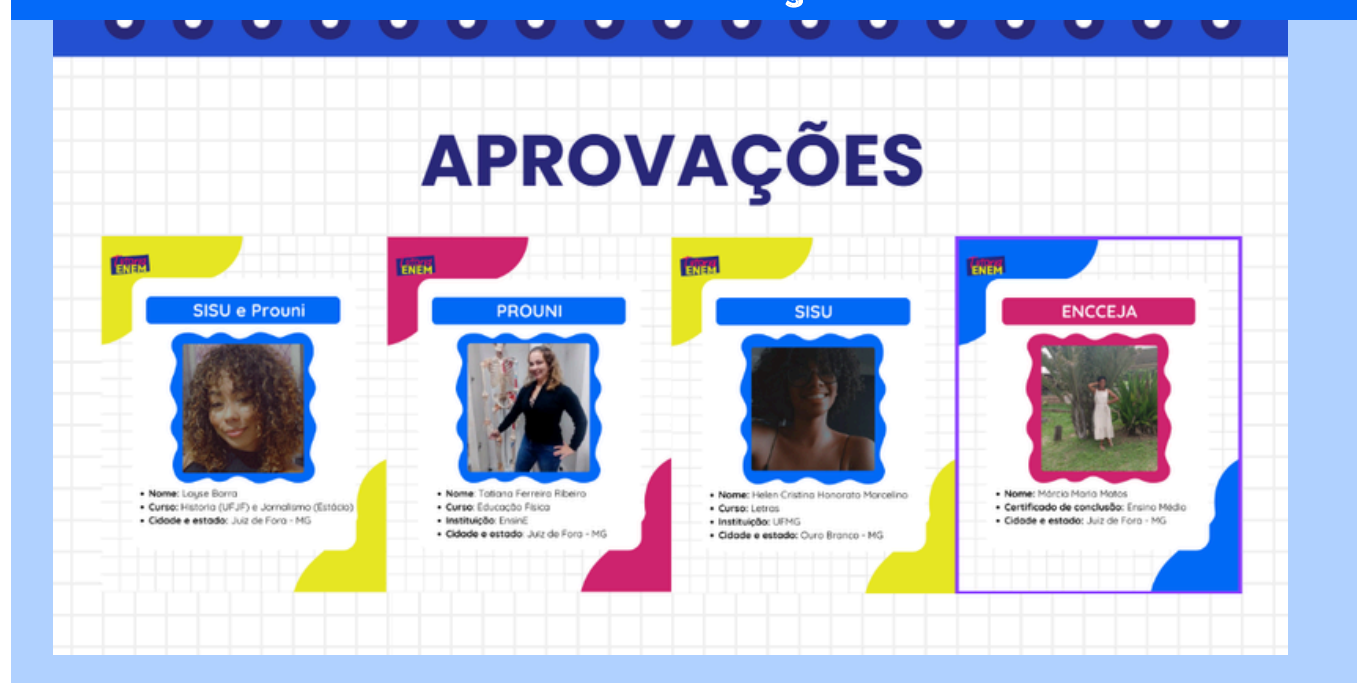 APROVAÇÕES
ENEM
SISU e Prouni
• Nome: Layse Barra
• Curso: História (UFJF) e Jornalismo (Estácio)
• Cidade e estado: Juiz de Fora - MG
ENEM
PROUNI
• Nome: Tatiana Ferreira Ribeiro
• Curso: Educação Física
• Instituição: EnsinE
• Cidade e estado: Juiz de Fora - MG
ENEM
SISU
• Nome: Helen Cristina Honorato Marcelino
• Curso: Letras
• Instituição: UFMG
• Cidade e estado: Ouro Branco - MG
ENEM
ENCCEJA
• Nome: Márcia Maria Matos
• Certificado de conclusão: Ensino Médio
• Cidade e estado: Juiz de Fora - MG